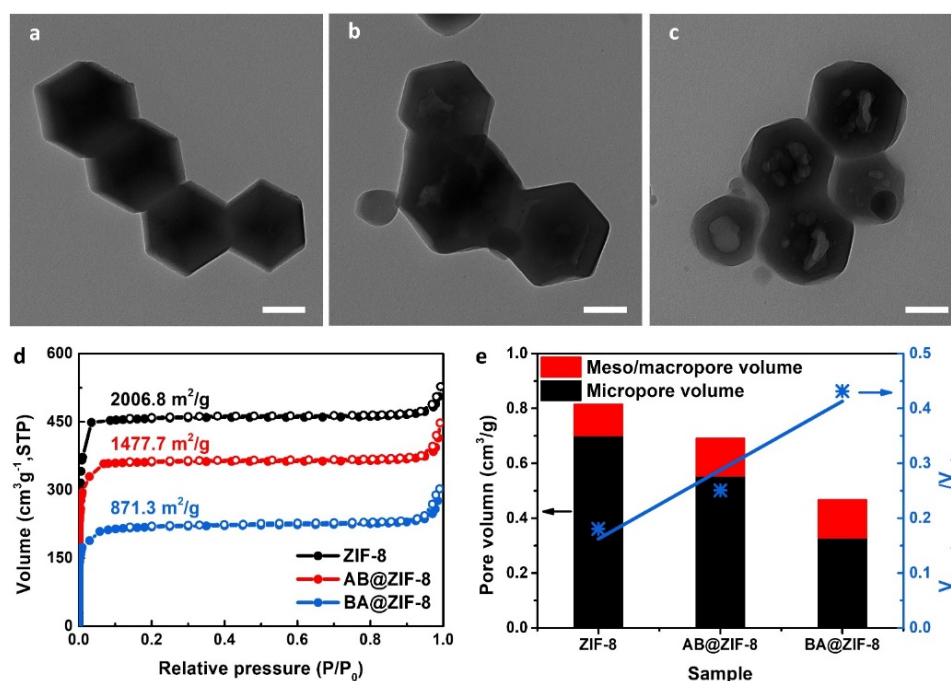 a
b
c
d
600
450
300
150
0
Volume (cm³g⁻¹,STP)
2006.8 m²/g
1477.7 m²/g
871.3 m²/g
ZIF-8
AB@ZIF-8
BA@ZIF-8
0.0 0.2 0.4 0.6 0.8 1.0
Relative pressure (P/P₀)
e
1.0
0.8
0.6
0.4
0.2
0.0
Pore volumn (cm³/g)
Meso/macropore volume
Micropore volume
0.5
0.4
0.3
0.2
0.1
0
ZIF-8 AB@ZIF-8 BA@ZIF-8
Sample